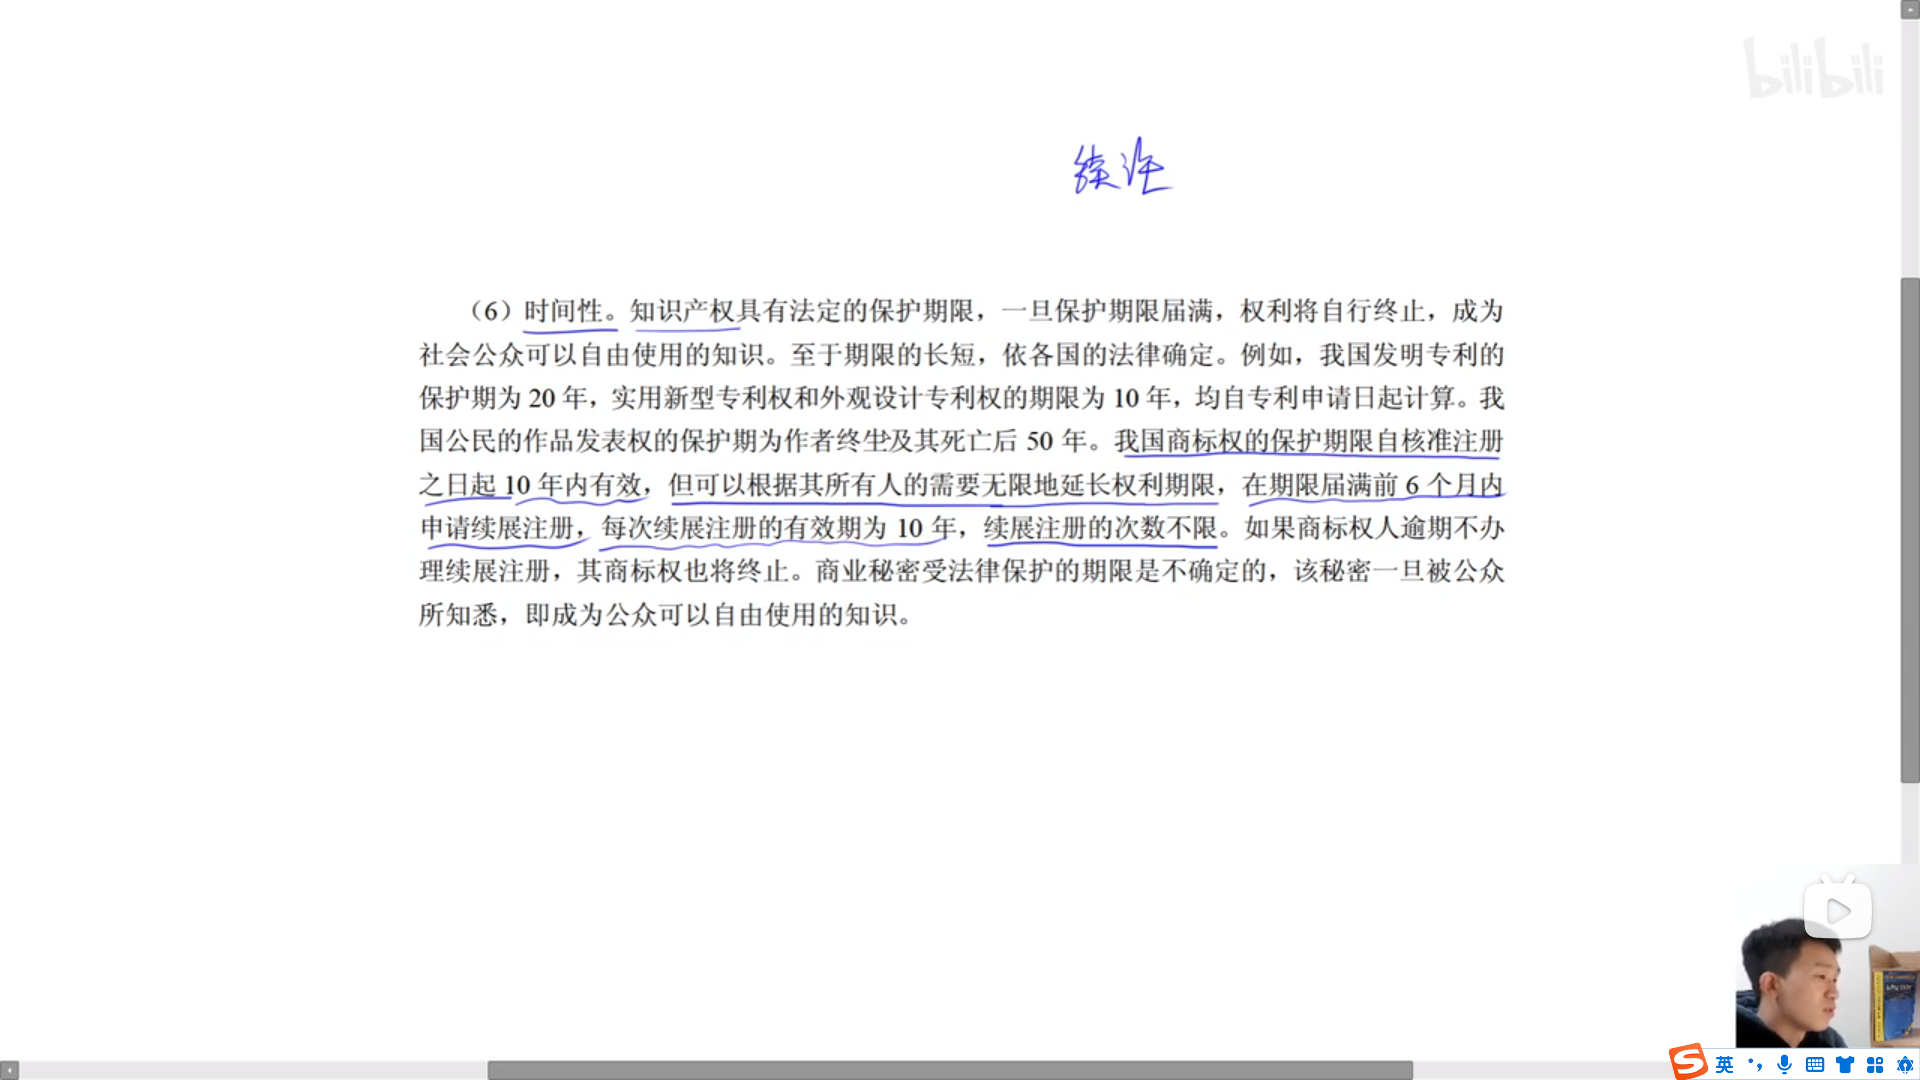 bilibili
续注
（6）时间性。知识产权具有法定的保护期限，一旦保护期限届满，权利将自行终止，成为
社会公众可以自由使用的知识。至于期限的长短，依各国的法律确定。例如，我国发明专利的
保护期为 20 年，实用新型专利权和外观设计专利权的期限为 10 年，均自专利申请日起计算。我
国公民的作品发表权的保护期为作者终生及其死亡后 50 年。我国商标权的保护期限自核准注册
之日起 10 年内有效，但可以根据其所有人的需要无限地延长权利期限，在期限届满前 6 个月内
申请续展注册，每次续展注册的有效期为 10 年，续展注册的次数不限。如果商标权人逾期不办
理续展注册，其商标权也将终止。商业秘密受法律保护的期限是不确定的，该秘密一旦被公众
所知悉，即成为公众可以自由使用的知识。
英